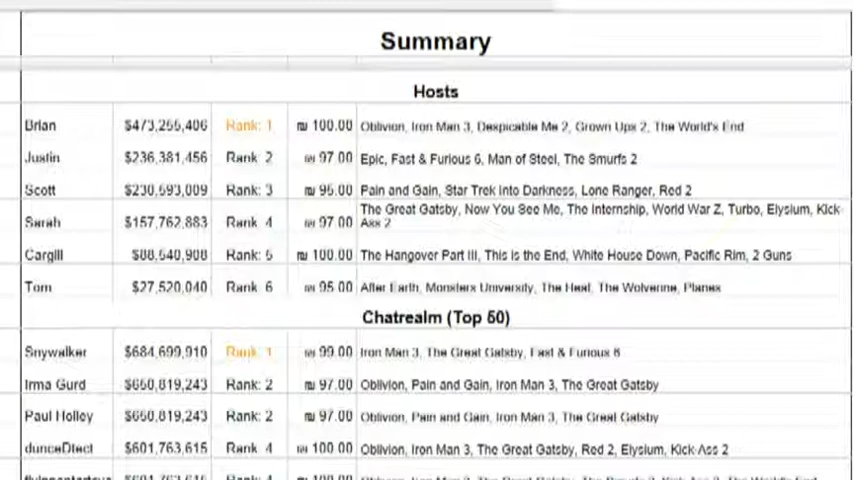 Summary
Hosts
Brian $473,255,406 Rank: 1 ₪ 100.00 Oblivion, Iron Man 3, Despicable Me 2, Grown Ups 2, The World's End
Justin $236,381,456 Rank 2 ₪ 97.00 Epic, Fast & Furious 6, Man of Steel, The Smurfs 2
Scott $230,593,009 Rank: 3 ₪ 95.00 Pain and Gain, Star Trek Into Darkness, Lone Ranger, Red 2
Sarah $157,762,883 Rank 4 ₪ 97.00 The Great Gatsby, Now You See Me, The Internship, World War Z, Turbo, Elysium, Kick-
Ass 2
Cargill $88,540,908 Rank: 5 ₪ 100.00 The Hangover Part III, This is the End, White House Down, Pacific Rim, 2 Guns
Tom $27,520,040 Rank 6 ₪ 95.00 After Earth, Monsters University, The Heat, The Wolverine, Planes
Chatrealm (Top 50)
Snywalker $684,699,910 Rank: 1 ₪ 99.00 Iron Man 3, The Great Gatsby, Fast & Furious 6
Irma Gurd $650,819,243 Rank: 2 ₪ 97.00 Oblivion, Pain and Gain, Iron Man 3, The Great Gatsby
Paul Holley $650,819,243 Rank: 2 ₪ 97.00 Oblivion, Pain and Gain, Iron Man 3, The Great Gatsby
dunceDtect $601,763,615 Rank 4 ₪ 100.00 Oblivion, Iron Man 3, The Great Gatsby, Red 2, Elysium, Kick-Ass 2